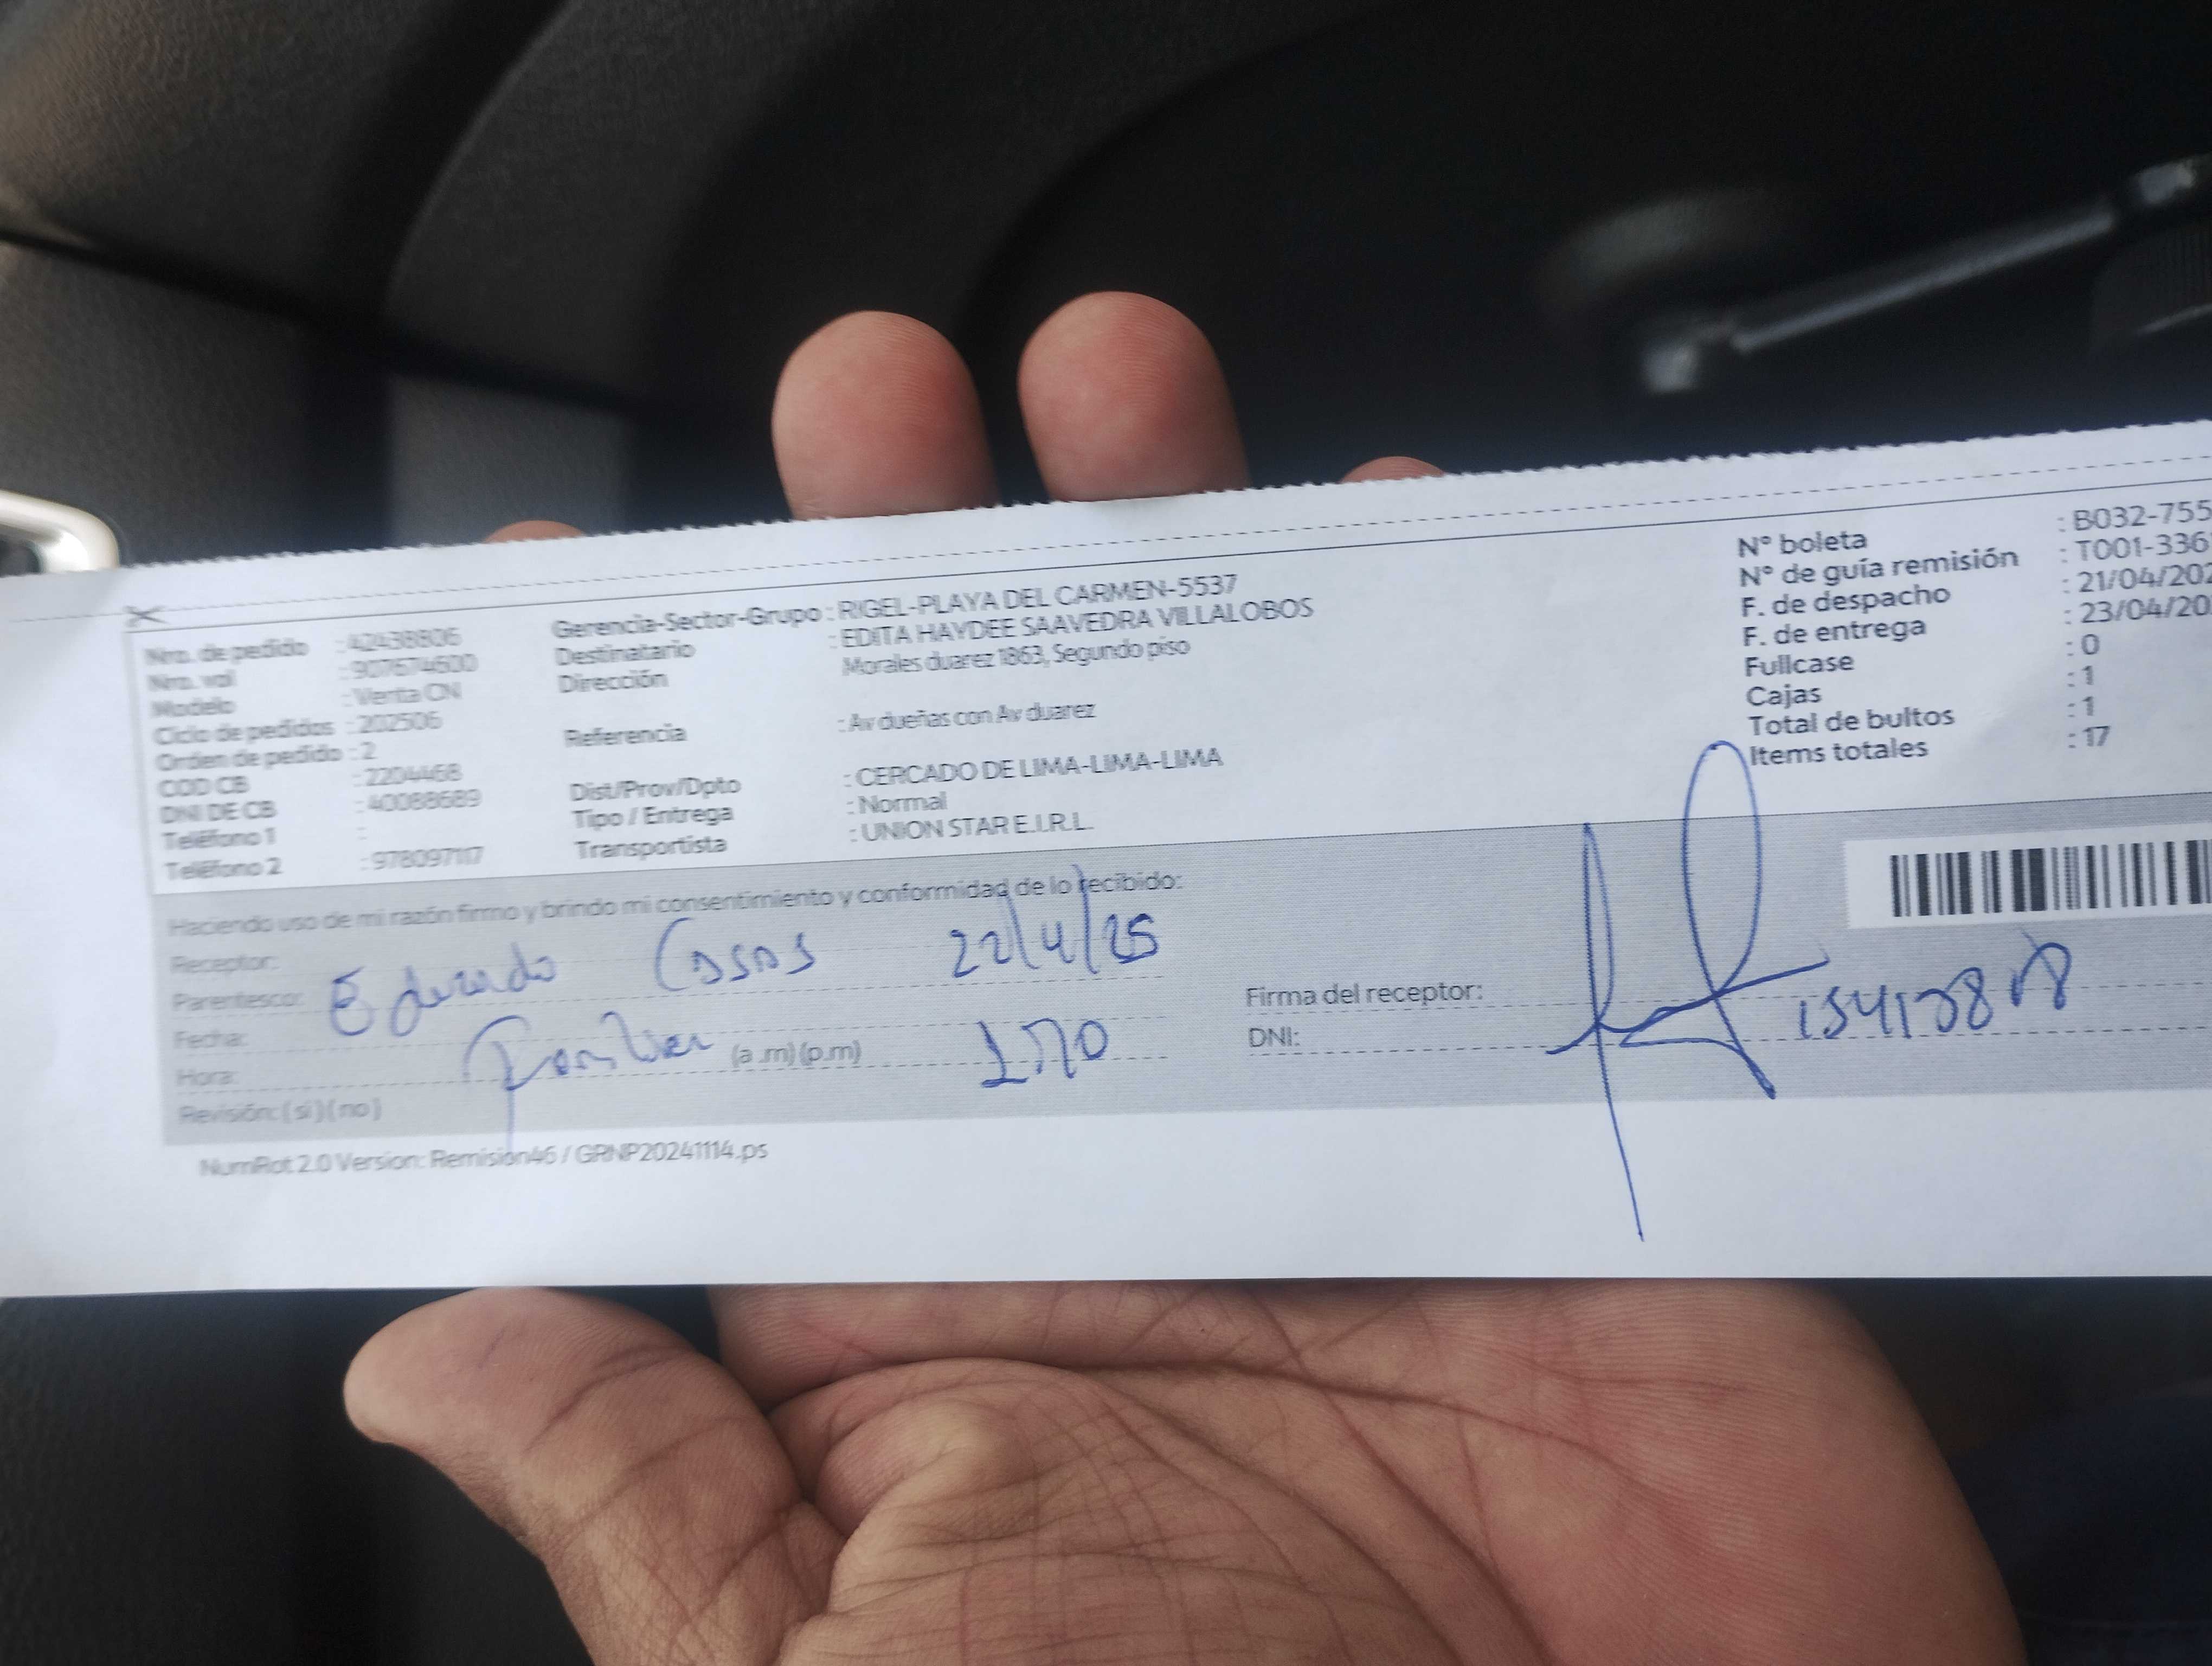 Nro. de pedido : 42438806
Nro. val : 907674600
Modelo : Venta CN
Ciclo de pedidos : 202506
Orden de pedido : 2
COD CB : 2204468
DNI DE CB : 40088689
Teléfono 1 :
Teléfono 2 : 978097117
Gerencia-Sector-Grupo : RIGEL-PLAYA DEL CARMEN-5537
Destinatario : EDITA HAYDEE SAAVEDRA VILLALOBOS
Dirección Morales duarez 1863, Segundo piso
Referencia : Av dueñas con Av duarez
Dist/Prov/Dpto : CERCADO DE LIMA-LIMA-LIMA
Tipo / Entrega : Normal
Transportista : UNION STAR E.I.R.L.
N° boleta : B032-755
N° de guía remisión : T001-336
F. de despacho : 21/04/202
F. de entrega : 23/04/20
Fullcase : 0
Cajas : 1
Total de bultos : 1
Items totales : 17
Haciendo uso de mi razón firmo y brindo mi consentimiento y conformidad de lo recibido:
Receptor:
Parentesco: Eduardo Casas 22/4/25
Fecha:
Hora: Familiar (a .m) (p.m)
Revisión: ( si ) ( no )
Firma del receptor:
DNI:
NumRot 2.0 Version: Remision46 / GRNP20241114.ps